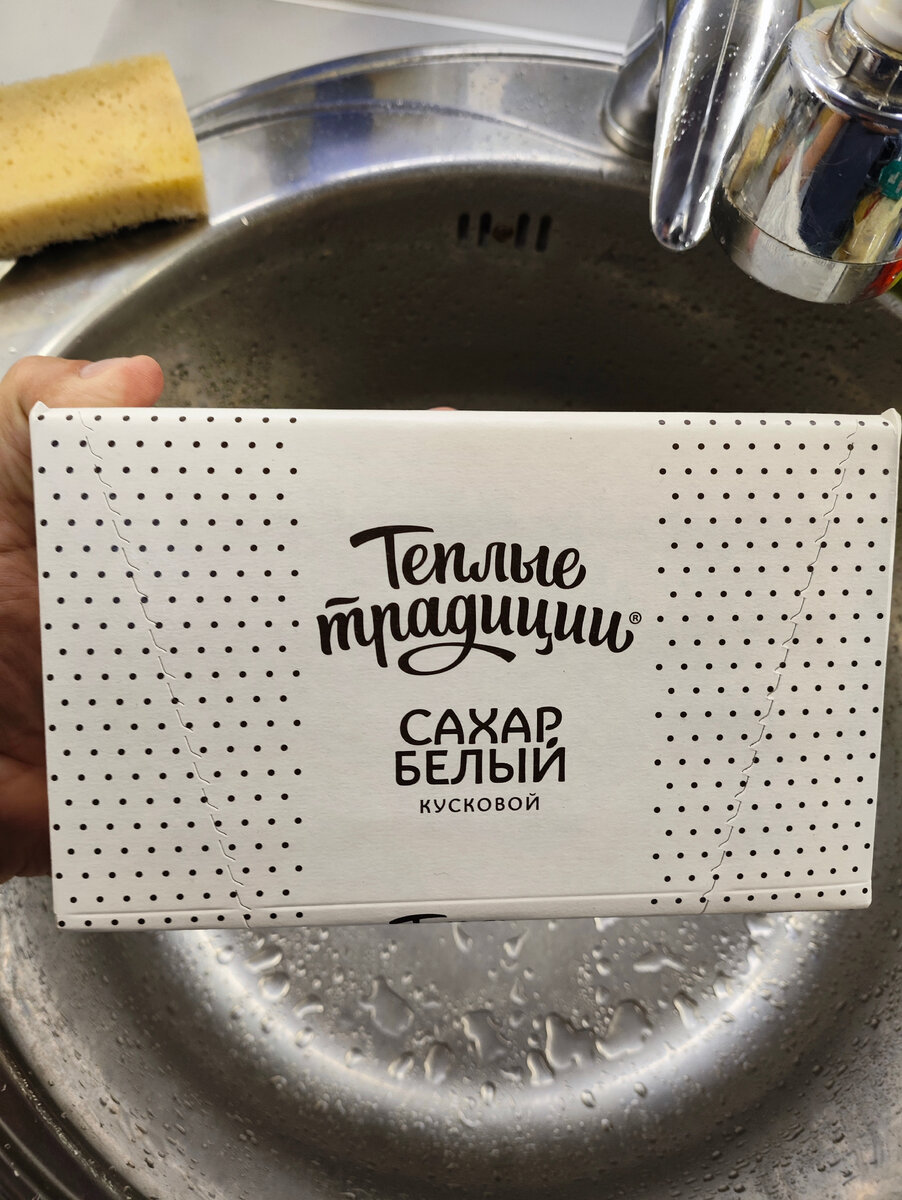 Теплые
традиции®
САХАР
БЕЛЫЙ
КУСКОВОЙ